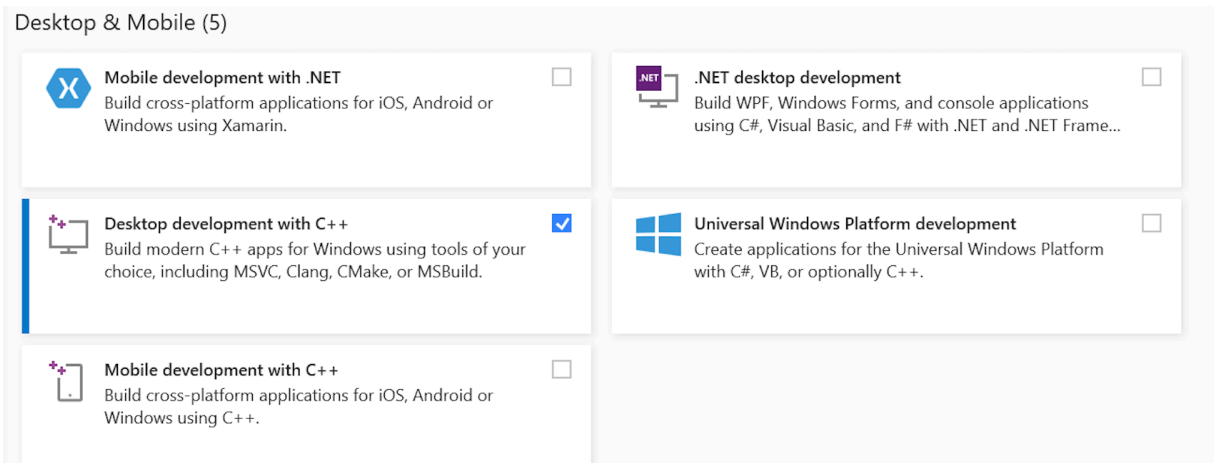 Desktop & Mobile (5)
Mobile development with .NET
Build cross-platform applications for iOS, Android or
Windows using Xamarin.
.NET
.NET desktop development
Build WPF, Windows Forms, and console applications
using C#, Visual Basic, and F# with .NET and .NET Frame...
Desktop development with C++
Build modern C++ apps for Windows using tools of your
choice, including MSVC, Clang, CMake, or MSBuild.
Universal Windows Platform development
Create applications for the Universal Windows Platform
with C#, VB, or optionally C++.
Mobile development with C++
Build cross-platform applications for iOS, Android or
Windows using C++.